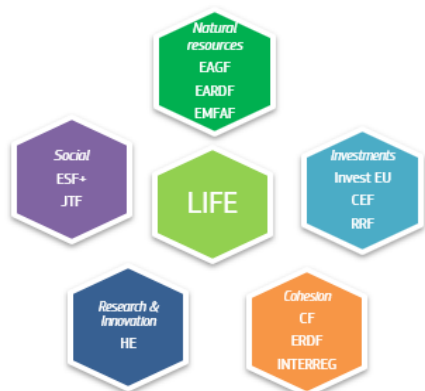 Natural
resources
EAGF
EARDF
EMFAF
Social
ESF+
JTF
LIFE
Investments
Invest EU
CEF
RRF
Research &
Innovation
HE
Cohesion
CF
ERDF
INTERREG